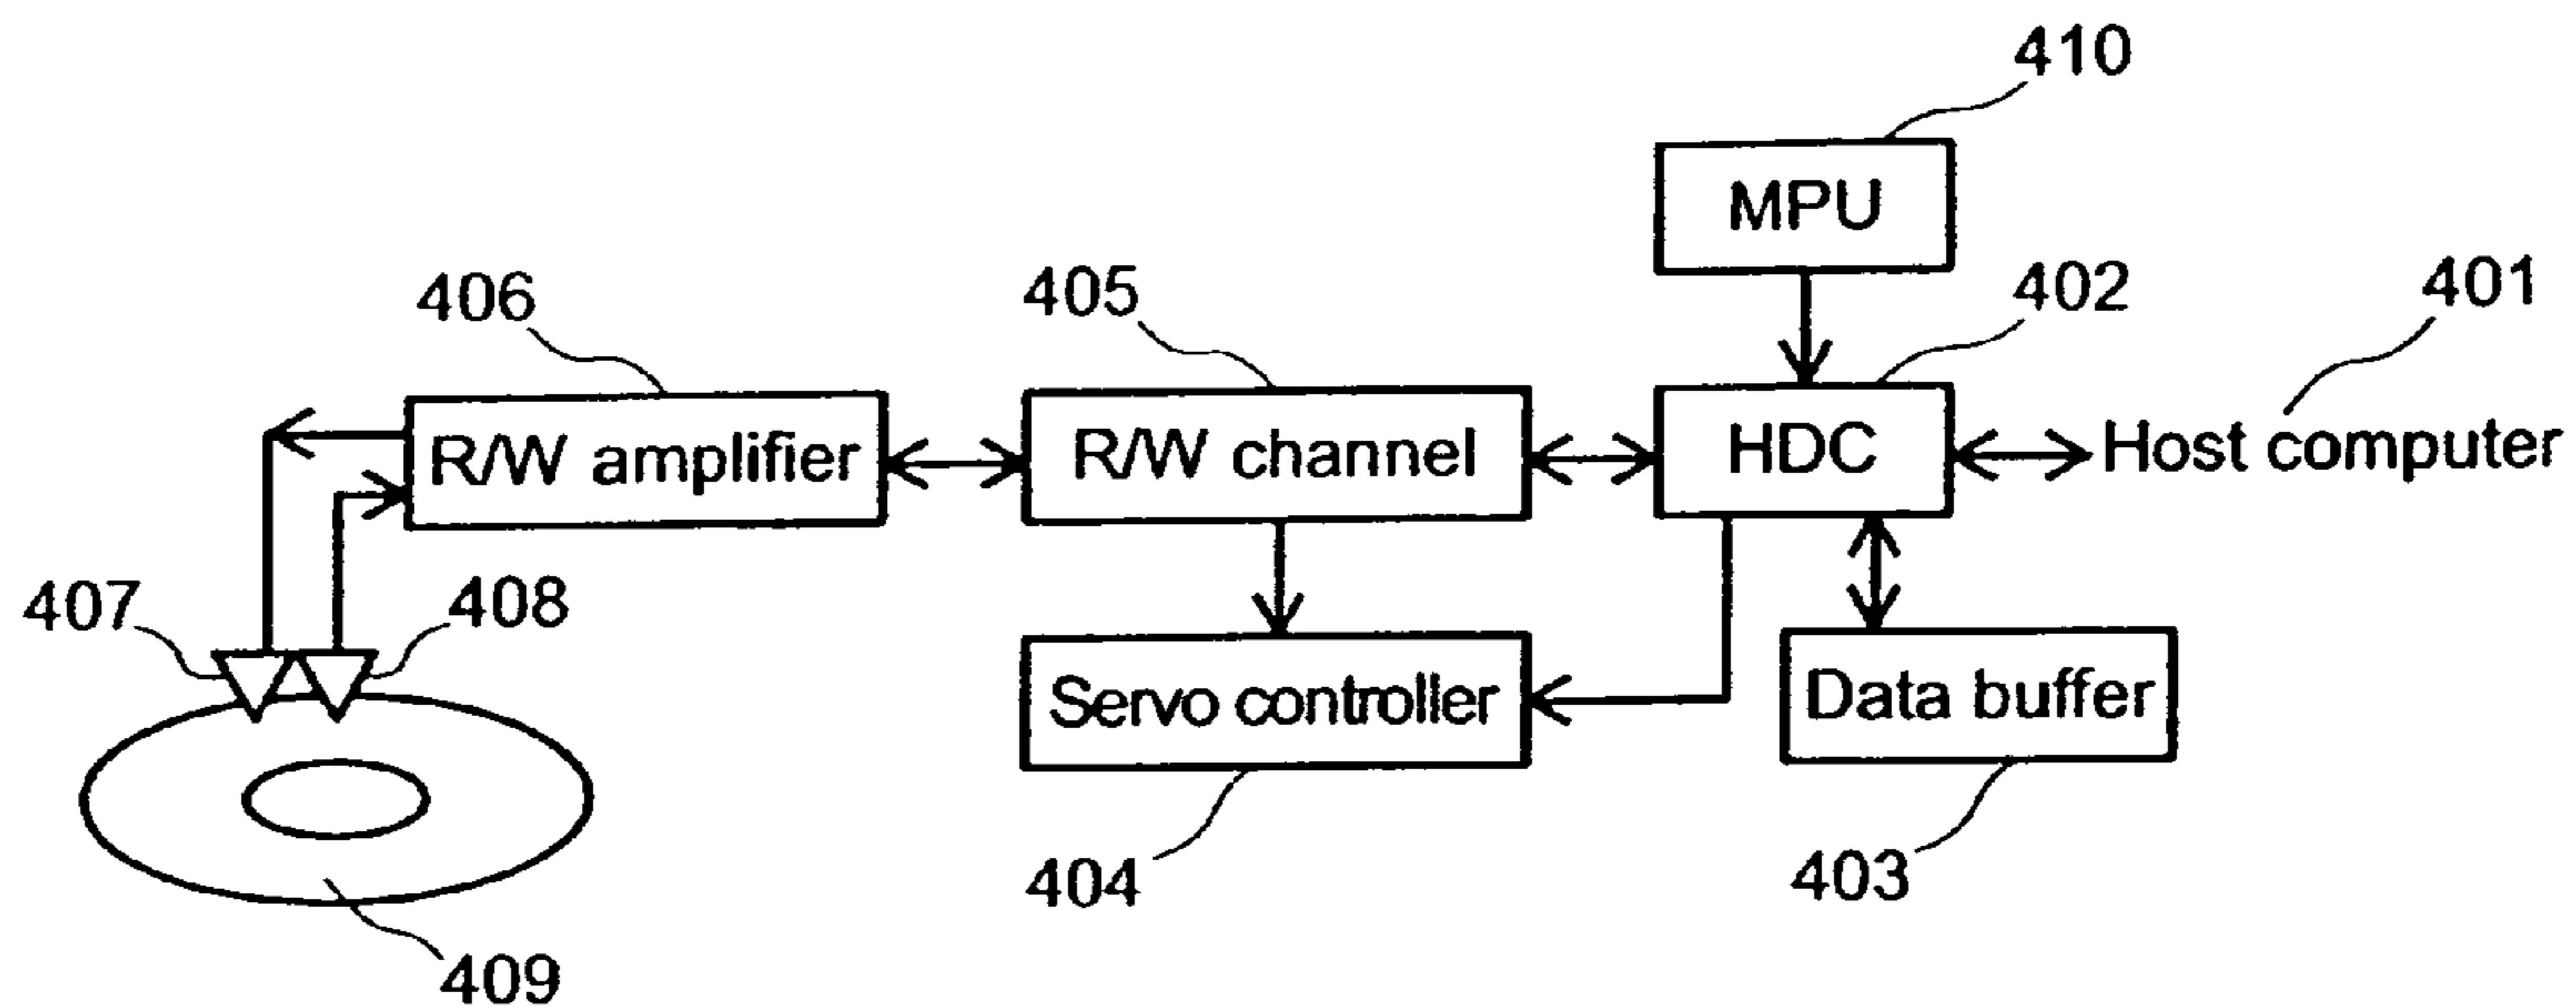 410
MPU
406
405
402
401
R/W amplifier
R/W channel
HDC
Host computer
407
408
Servo controller
Data buffer
404
403
409